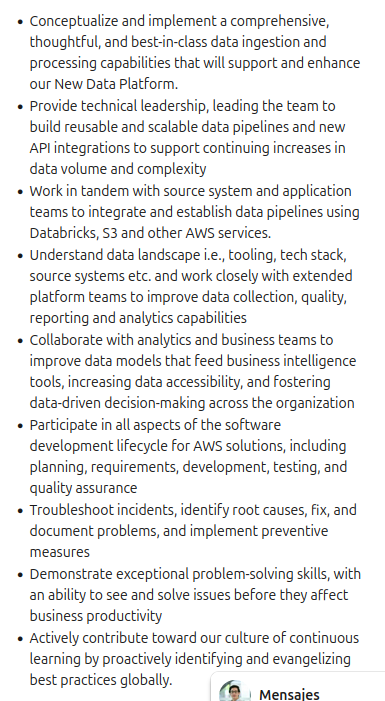 • Conceptualize and implement a comprehensive,
thoughtful, and best-in-class data ingestion and
processing capabilities that will support and enhance
our New Data Platform.
• Provide technical leadership, leading the team to
build reusable and scalable data pipelines and new
API integrations to support continuing increases in
data volume and complexity
• Work in tandem with source system and application
teams to integrate and establish data pipelines using
Databricks, S3 and other AWS services.
• Understand data landscape i.e., tooling, tech stack,
source systems etc. and work closely with extended
platform teams to improve data collection, quality,
reporting and analytics capabilities
• Collaborate with analytics and business teams to
improve data models that feed business intelligence
tools, increasing data accessibility, and fostering
data-driven decision-making across the organization
• Participate in all aspects of the software
development lifecycle for AWS solutions, including
planning, requirements, development, testing, and
quality assurance
• Troubleshoot incidents, identify root causes, fix, and
document problems, and implement preventive
measures
• Demonstrate exceptional problem-solving skills, with
an ability to see and solve issues before they affect
business productivity
• Actively contribute toward our culture of continuous
learning by proactively identifying and evangelizing
best practices globally.
Mensajes